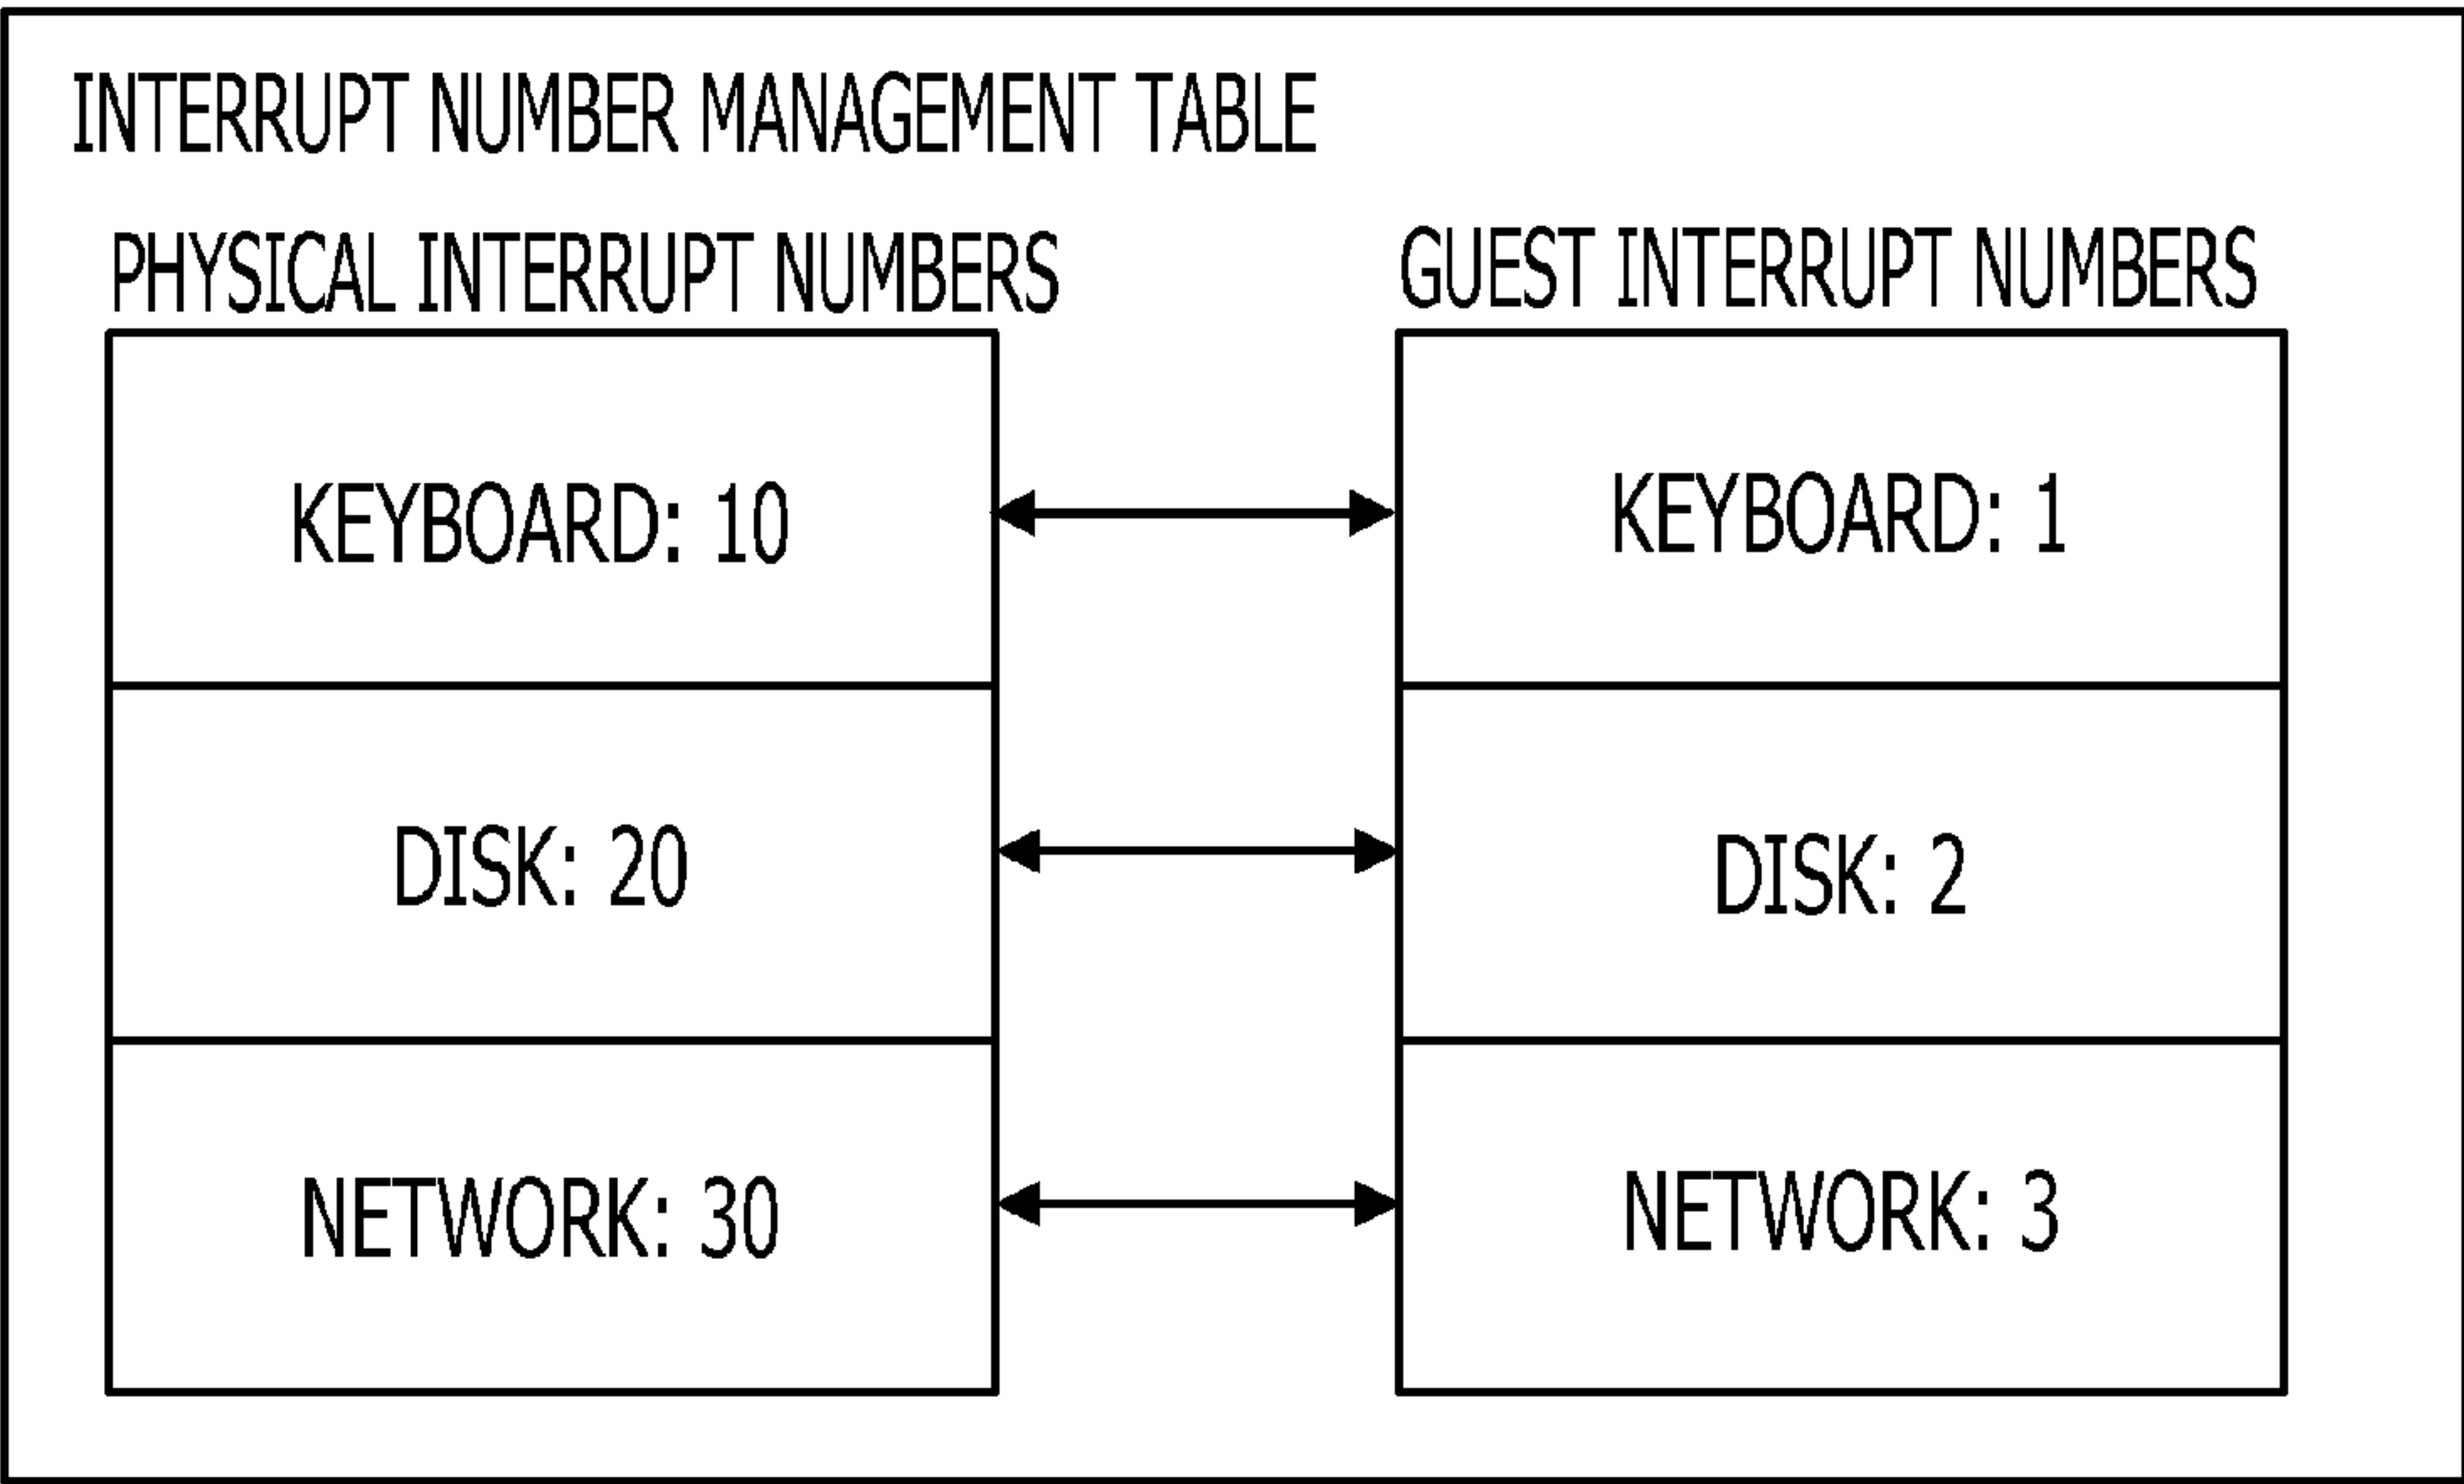 INTERRUPT NUMBER MANAGEMENT TABLE
PHYSICAL INTERRUPT NUMBERS
GUEST INTERRUPT NUMBERS
KEYBOARD: 10
KEYBOARD: 1
DISK: 20
DISK: 2
NETWORK: 30
NETWORK: 3